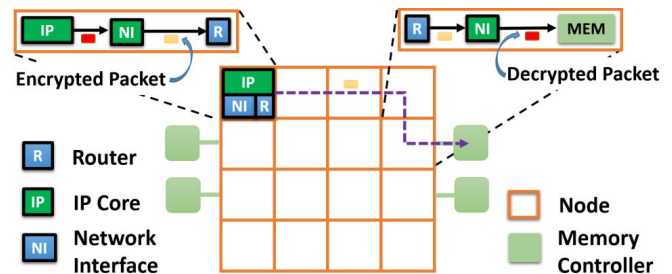 IP
NI
R
Encrypted Packet
R
NI
MEM
Decrypted Packet
IP
NI R
R Router
IP IP Core
NI Network
Interface
Node
Memory
Controller